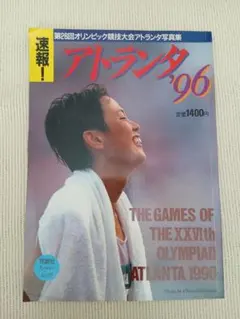 速報!
第26回オリンピック競技大会アトランタ写真集
アトランタ
'96
定価1400円
THE GAMES OF
THE XXVIth
OLYMPIAD
ATLANTA 1996